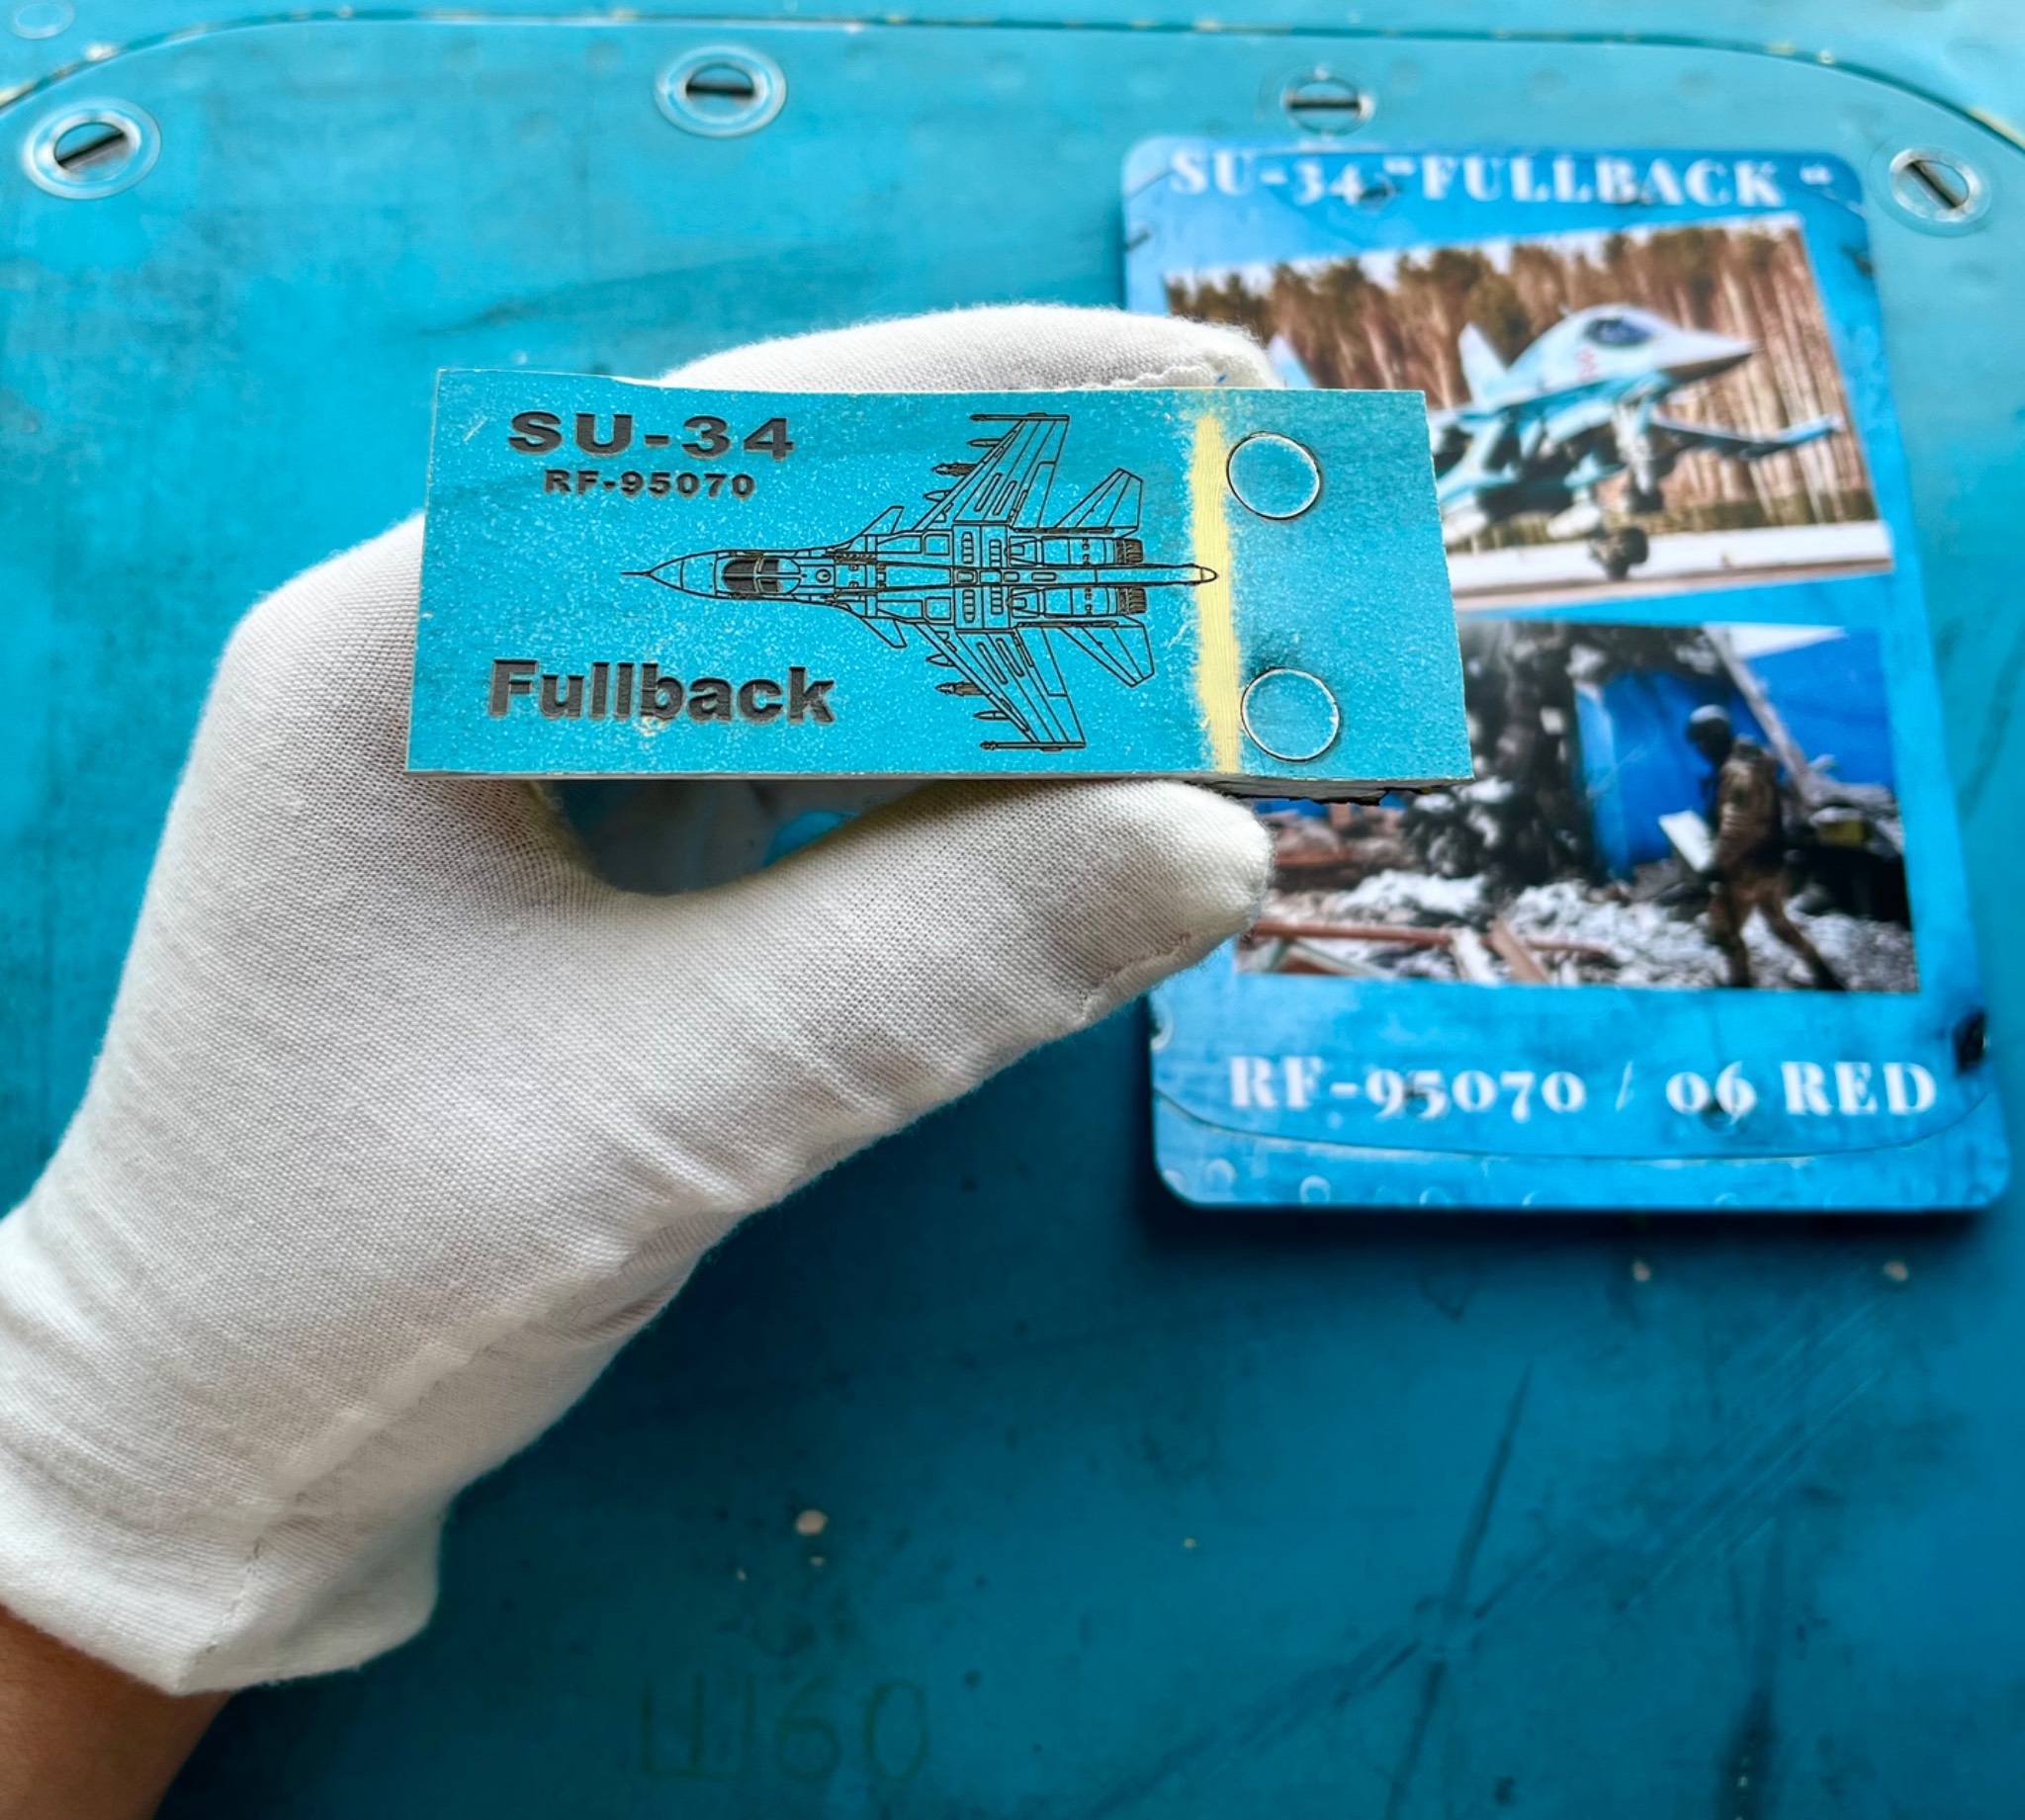 SU-34 "FULLBACK "
SU-34
RF-95070
Fullback
RF-95070 / 06 RED
Ш160